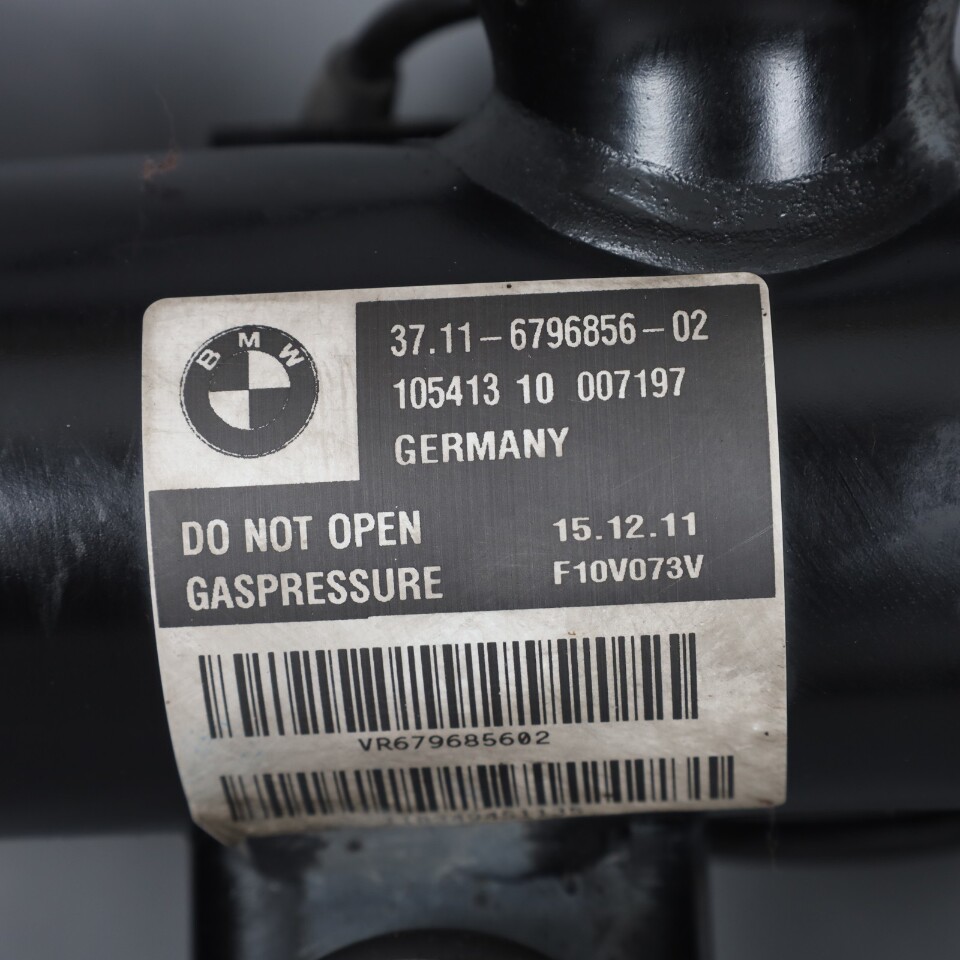 BMW
37.11-6796856-02
105413 10 007197
GERMANY
DO NOT OPEN
GASPRESSURE
15.12.11
F10V073V
VR679685602